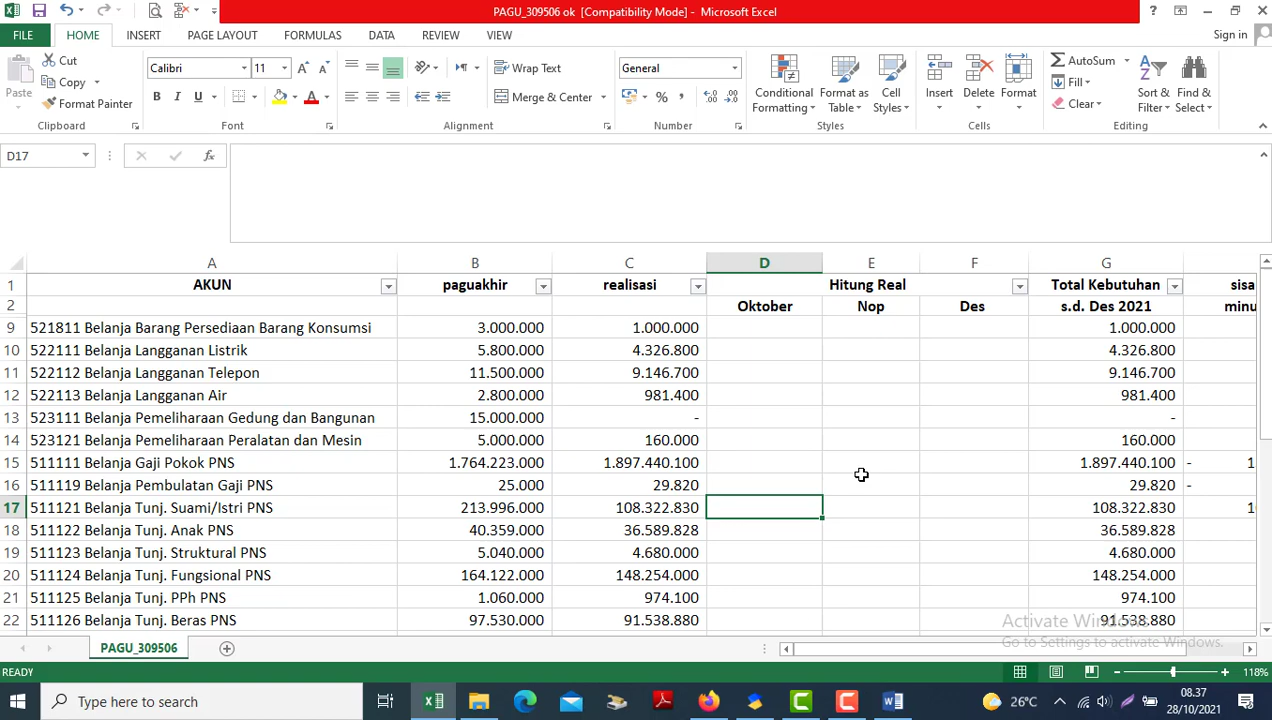 PAGU_309506 ok [Compatibility Mode] - Microsoft Excel
?
FILE HOME INSERT PAGE LAYOUT FORMULAS DATA REVIEW VIEW Sign in
Paste
Cut
Copy
Format Painter
Clipboard
Calibri 11
B I U
Font
Wrap Text
Merge & Center
Alignment
General
%
Number
Conditional Formatting
Format as Table
Cell Styles
Styles
Insert
Delete
Format
Cells
AutoSum
Fill
Clear
Sort & Filter
Find & Select
Editing
D17 fx
A B C D E F G
1 AKUN paguakhir realisasi Hitung Real Total Kebutuhan sisa
2 Oktober Nop Des s.d. Des 2021 minu
9 521811 Belanja Barang Persediaan Barang Konsumsi 3.000.000 1.000.000 1.000.000
10 522111 Belanja Langganan Listrik 5.800.000 4.326.800 4.326.800
11 522112 Belanja Langganan Telepon 11.500.000 9.146.700 9.146.700
12 522113 Belanja Langganan Air 2.800.000 981.400 981.400
13 523111 Belanja Pemeliharaan Gedung dan Bangunan 15.000.000 - -
14 523121 Belanja Pemeliharaan Peralatan dan Mesin 5.000.000 160.000 160.000
15 511111 Belanja Gaji Pokok PNS 1.764.223.000 1.897.440.100 1.897.440.100 - 1
16 511119 Belanja Pembulatan Gaji PNS 25.000 29.820 29.820 -
17 511121 Belanja Tunj. Suami/Istri PNS 213.996.000 108.322.830 108.322.830 1
18 511122 Belanja Tunj. Anak PNS 40.359.000 36.589.828 36.589.828
19 511123 Belanja Tunj. Struktural PNS 5.040.000 4.680.000 4.680.000
20 511124 Belanja Tunj. Fungsional PNS 164.122.000 148.254.000 148.254.000
21 511125 Belanja Tunj. PPh PNS 1.060.000 974.100 974.100
22 511126 Belanja Tunj. Beras PNS 97.530.000 91.538.880 91.538.880
Activate Windows
Go to Settings to activate Windows.
PAGU_309506
READY 118%
Type here to search
26°C
08.37
28/10/2021